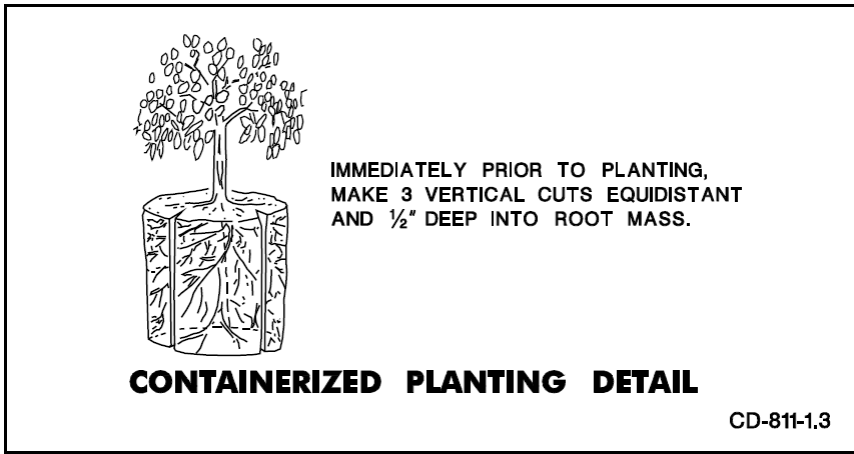 IMMEDIATELY PRIOR TO PLANTING,
MAKE 3 VERTICAL CUTS EQUIDISTANT
AND ½" DEEP INTO ROOT MASS.
CONTAINERIZED PLANTING DETAIL
CD-811-1.3